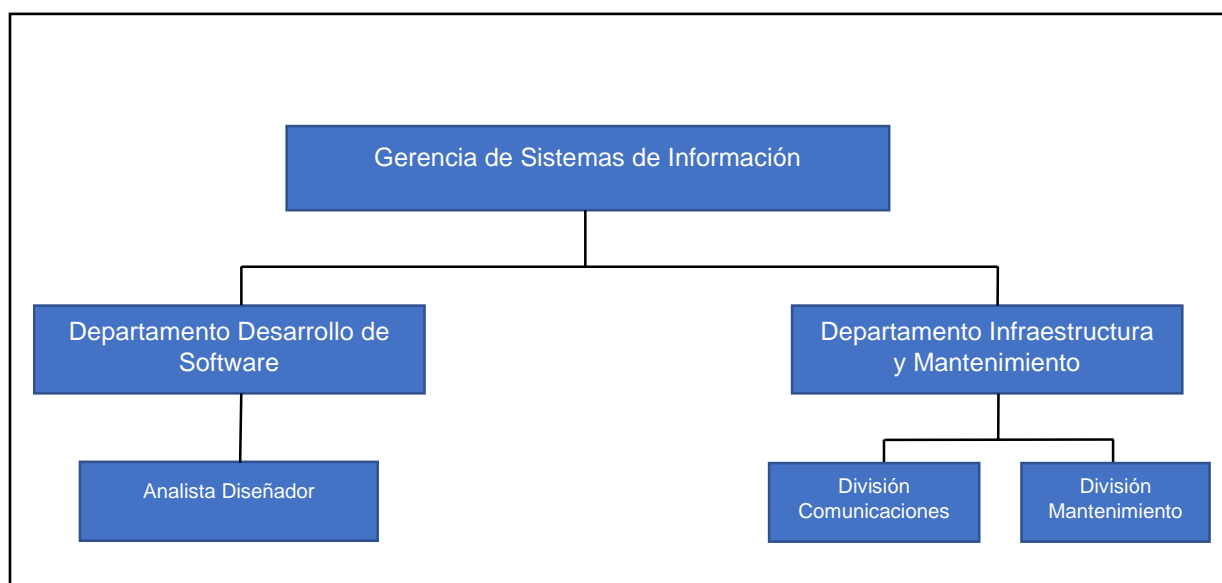 Gerencia de Sistemas de Información
Departamento Desarrollo de
Software
Departamento Infraestructura
y Mantenimiento
Analista Diseñador
División
Comunicaciones
División
Mantenimiento